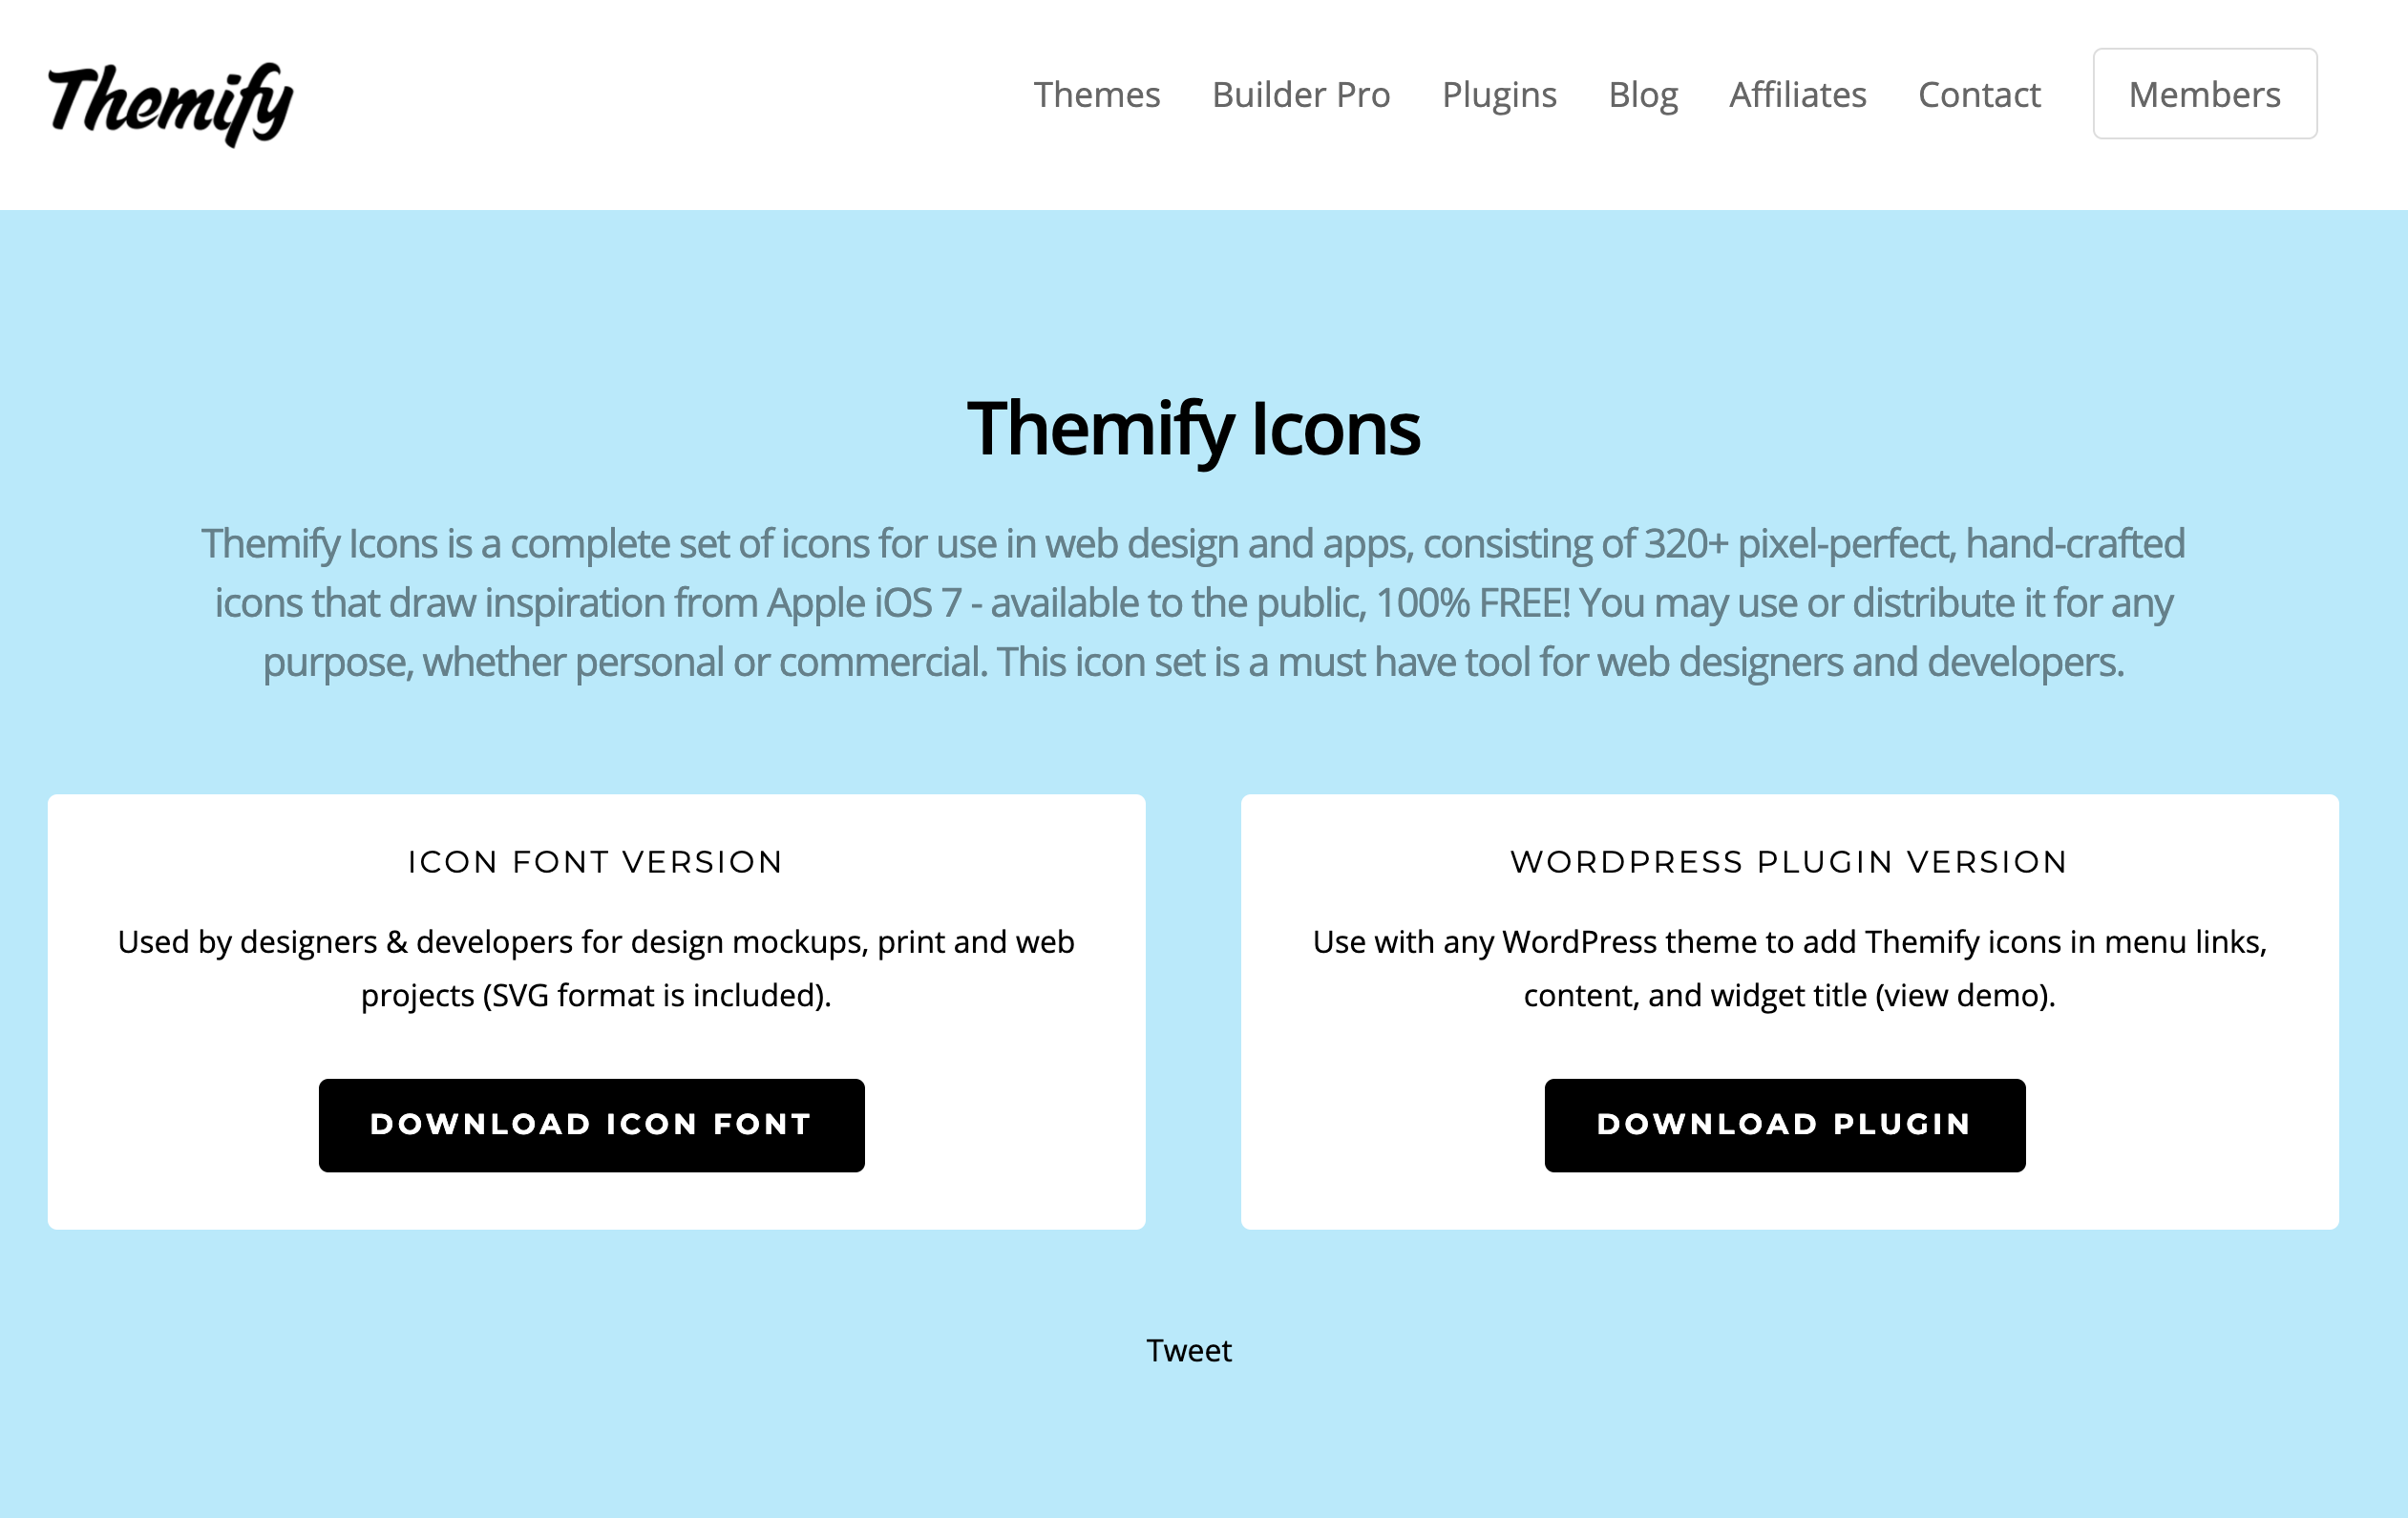 Themify
Themes Builder Pro Plugins Blog Affiliates Contact Members
Themify Icons
Themify Icons is a complete set of icons for use in web design and apps, consisting of 320+ pixel-perfect, hand-crafted
icons that draw inspiration from Apple iOS 7 - available to the public, 100% FREE! You may use or distribute it for any
purpose, whether personal or commercial. This icon set is a must have tool for web designers and developers.
ICON FONT VERSION
Used by designers & developers for design mockups, print and web
projects (SVG format is included).
DOWNLOAD ICON FONT
WORDPRESS PLUGIN VERSION
Use with any WordPress theme to add Themify icons in menu links,
content, and widget title (view demo).
DOWNLOAD PLUGIN
Tweet